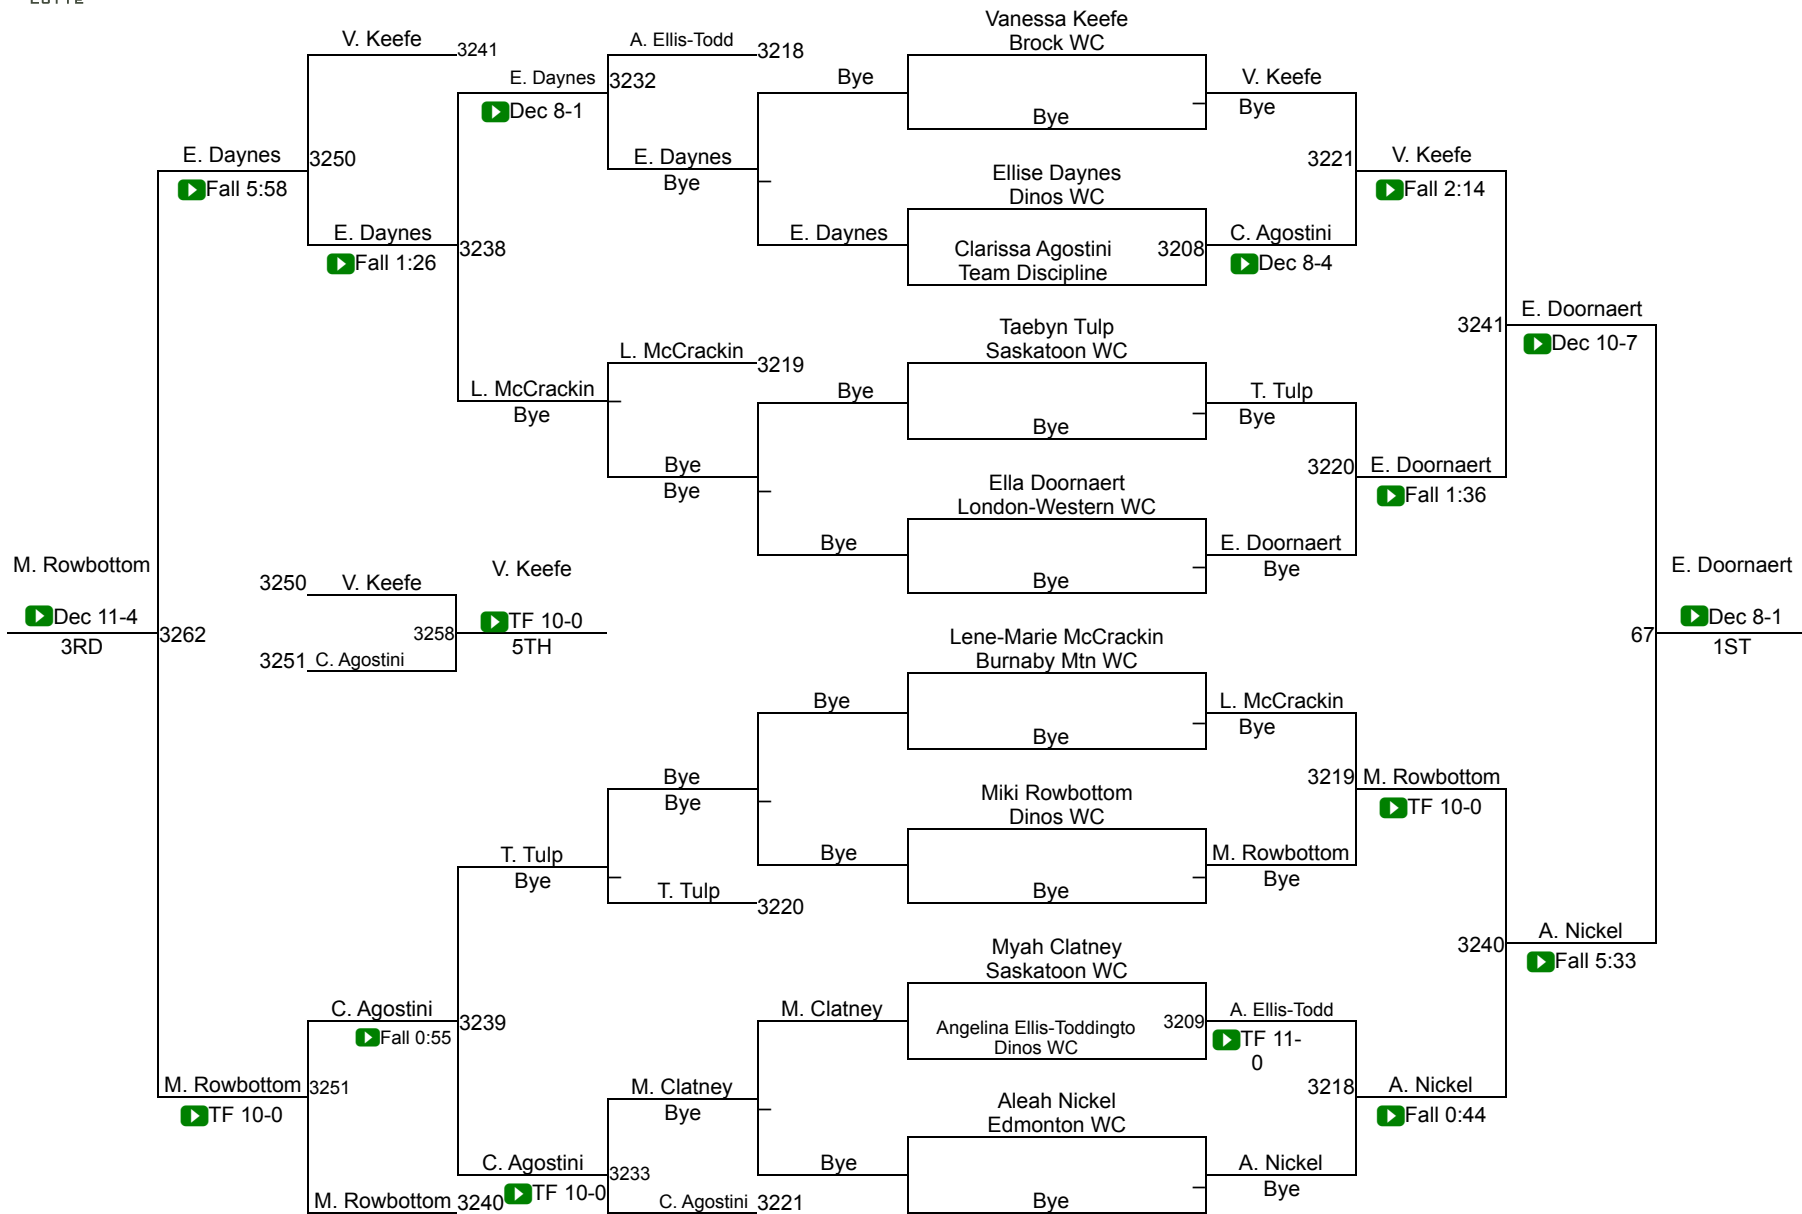 Vanessa Keefe
Brock WC
V. Keefe
3241
A. Ellis-Todd
3218
E. Daynes
3232
Dec 8-1
Bye
Bye
V. Keefe
Bye
E. Daynes
3250
Fall 5:58
E. Daynes
Bye
Ellise Daynes
Dinos WC
3221
V. Keefe
Fall 2:14
E. Daynes
3238
Fall 1:26
E. Daynes
Clarissa Agostini
Team Discipline
3208
C. Agostini
Dec 8-4
Taebyn Tulp
Saskatoon WC
3241
E. Doornaert
Dec 10-7
L. McCrackin
3219
L. McCrackin
Bye
Bye
Bye
T. Tulp
Bye
Bye
Bye
Ella Doornaert
London-Western WC
3220
E. Doornaert
Fall 1:36
Bye
Bye
E. Doornaert
Bye
M. Rowbottom
Dec 11-4
3RD
3262
3250
V. Keefe
3251
C. Agostini
3258
V. Keefe
TF 10-0
5TH
E. Doornaert
67
Dec 8-1
1ST
Lene-Marie McCrackin
Burnaby Mtn WC
Bye
Bye
L. McCrackin
Bye
Bye
Bye
Miki Rowbottom
Dinos WC
3219
M. Rowbottom
TF 10-0
T. Tulp
Bye
T. Tulp
3220
Bye
Bye
M. Rowbottom
Bye
Myah Clatney
Saskatoon WC
3240
A. Nickel
Fall 5:33
C. Agostini
3239
Fall 0:55
M. Clatney
Angelina Ellis-Toddingto
Dinos WC
3209
A. Ellis-Todd
TF 11-
0
M. Rowbottom
3251
TF 10-0
M. Clatney
Bye
Aleah Nickel
Edmonton WC
3218
A. Nickel
Fall 0:44
C. Agostini
3233
TF 10-0
Bye
Bye
A. Nickel
Bye
M. Rowbottom
3240
C. Agostini
3221